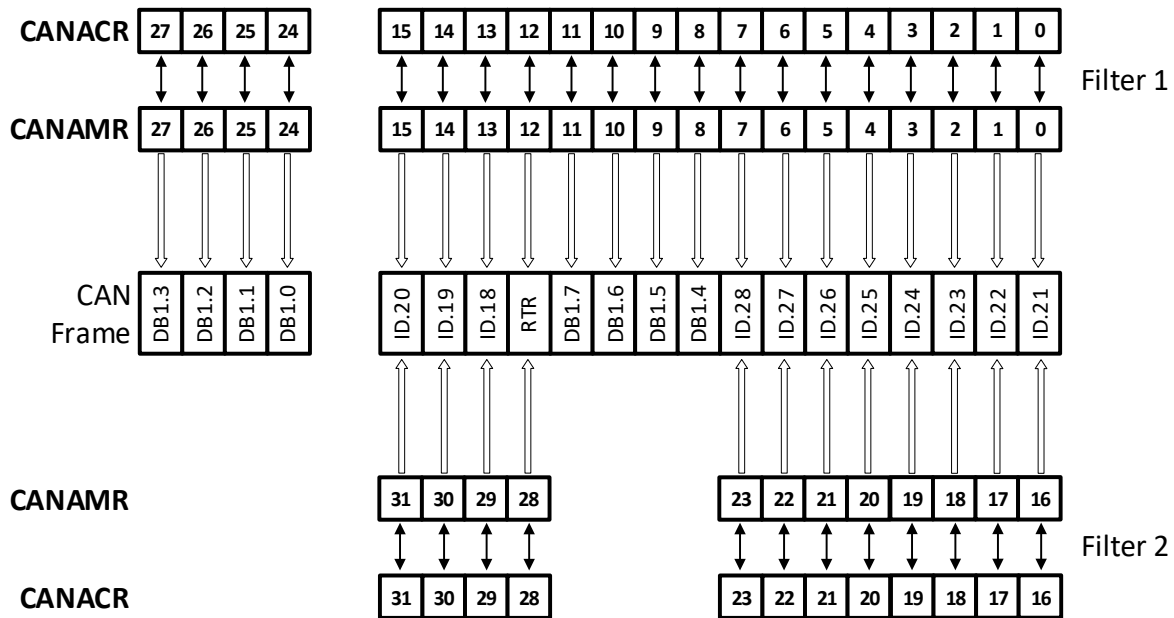 CANACR 27 26 25 24 15 14 13 12 11 10 9 8 7 6 5 4 3 2 1 0
Filter 1
CANAMR 27 26 25 24 15 14 13 12 11 10 9 8 7 6 5 4 3 2 1 0
CAN
Frame
DB1.3 DB1.2 DB1.1 DB1.0 ID.20 ID.19 ID.18 RTR DB1.7 DB1.6 DB1.5 DB1.4 ID.28 ID.27 ID.26 ID.25 ID.24 ID.23 ID.22 ID.21
CANAMR 31 30 29 28 23 22 21 20 19 18 17 16
Filter 2
CANACR 31 30 29 28 23 22 21 20 19 18 17 16